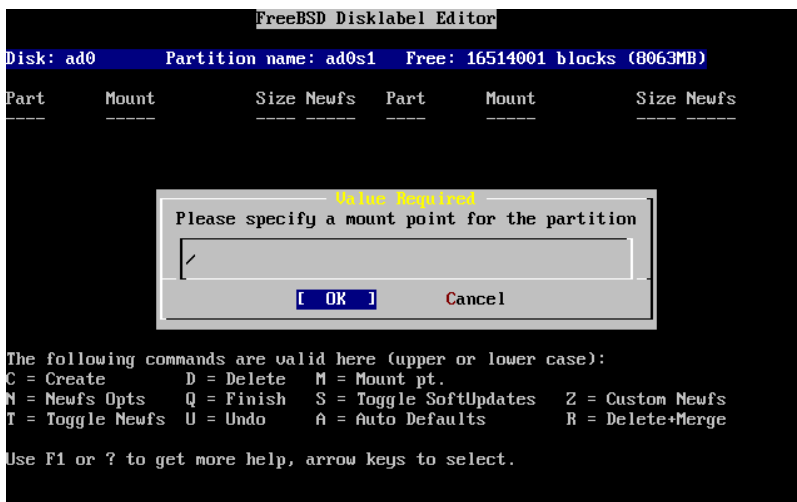 FreeBSD Disklabel Editor
Disk: ad0 Partition name: ad0s1 Free: 16514001 blocks (8063MB)
Part Mount Size Newfs Part Mount Size Newfs
---- ----- ---- ----- ---- ----- ---- -----
Value Required
Please specify a mount point for the partition
/
[ OK ] Cancel
The following commands are valid here (upper or lower case):
C = Create D = Delete M = Mount pt.
N = Newfs Opts Q = Finish S = Toggle SoftUpdates Z = Custom Newfs
T = Toggle Newfs U = Undo A = Auto Defaults R = Delete+Merge
Use F1 or ? to get more help, arrow keys to select.